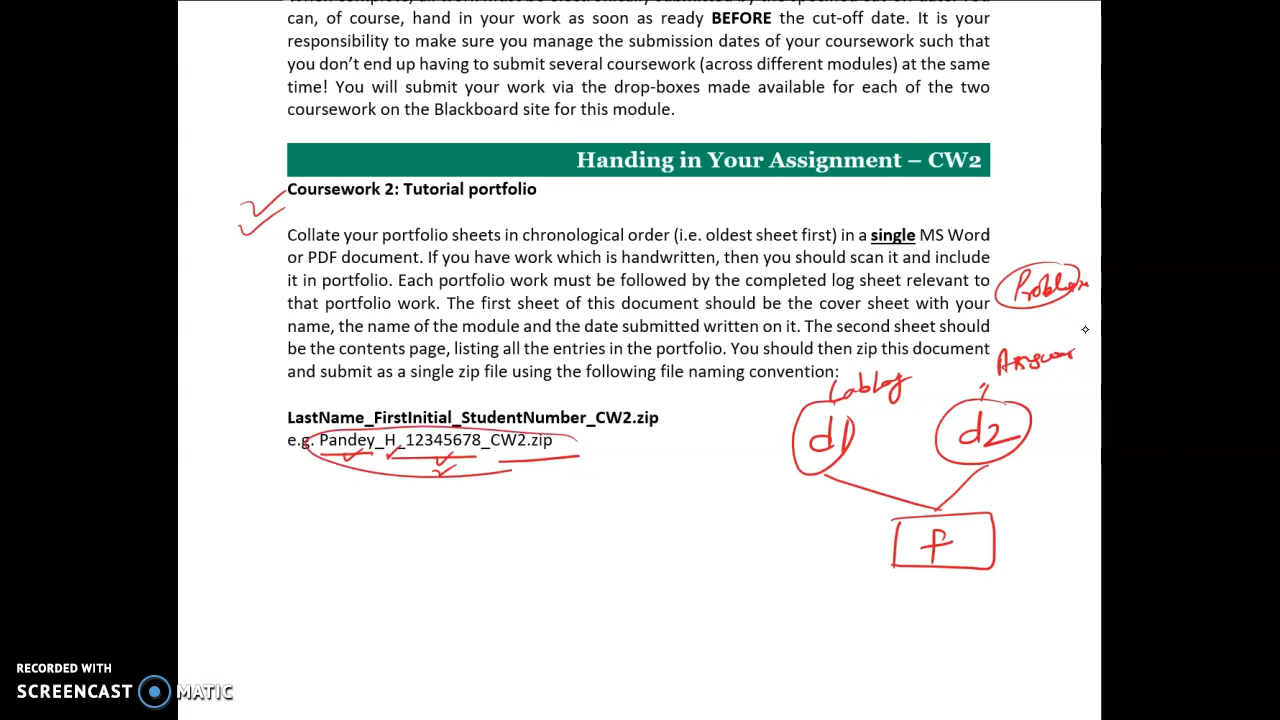 can, of course, hand in your work as soon as ready BEFORE the cut-off date. It is your
responsibility to make sure you manage the submission dates of your coursework such that
you don't end up having to submit several coursework (across different modules) at the same
time! You will submit your work via the drop-boxes made available for each of the two
coursework on the Blackboard site for this module.
Handing in Your Assignment – CW2
Coursework 2: Tutorial portfolio
Collate your portfolio sheets in chronological order (i.e. oldest sheet first) in a single MS Word
or PDF document. If you have work which is handwritten, then you should scan it and include
it in portfolio. Each portfolio work must be followed by the completed log sheet relevant to
that portfolio work. The first sheet of this document should be the cover sheet with your
name, the name of the module and the date submitted written on it. The second sheet should
be the contents page, listing all the entries in the portfolio. You should then zip this document
and submit as a single zip file using the following file naming convention:
Problem
Answer
Lablog
LastName_FirstInitial_StudentNumber_CW2.zip
e.g. Pandey_H_12345678_CW2.zip
d1 d2
f
RECORDED WITH
SCREENCAST MATIC